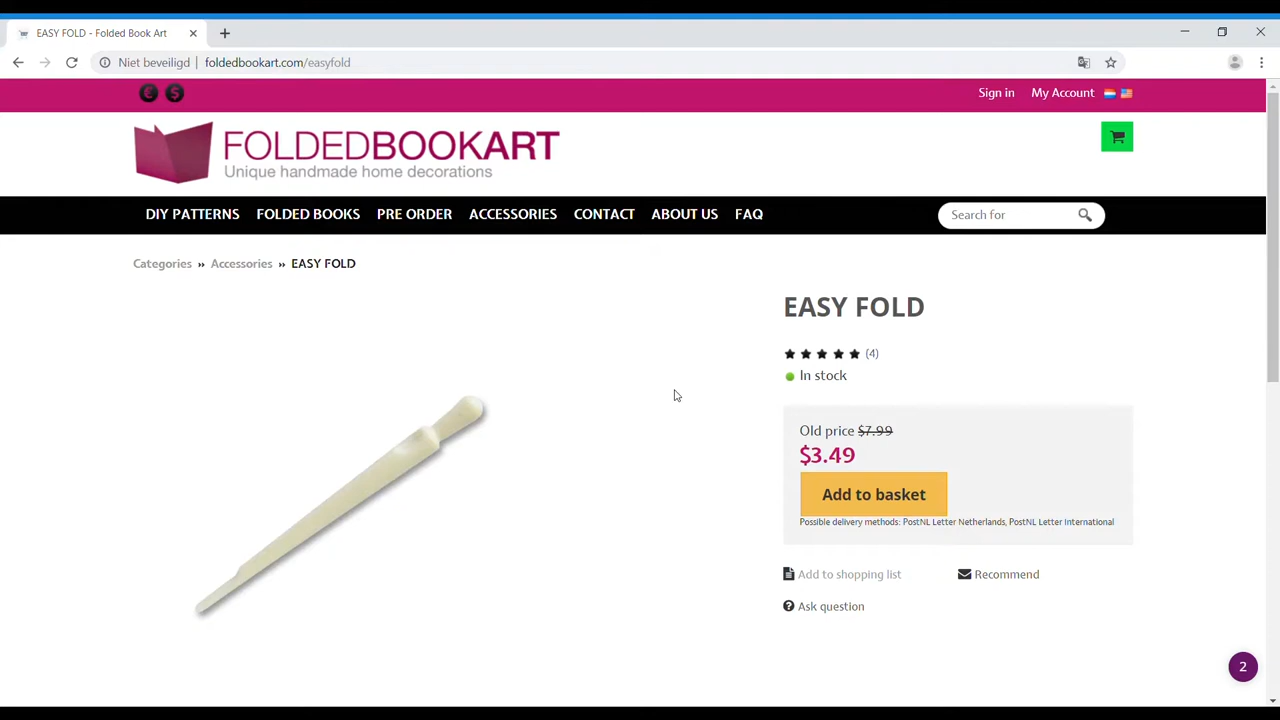 EASY FOLD - Folded Book Art
Niet beveiligd | foldedbookart.com/easyfold
€ $
Sign in My Account
FOLDEDBOOKART
Unique handmade home decorations
DIY PATTERNS FOLDED BOOKS PRE ORDER ACCESSORIES CONTACT ABOUT US FAQ
Search for
Categories » Accessories » EASY FOLD
EASY FOLD
(4)
In stock
Old price $7.99
$3.49
Add to basket
Possible delivery methods: PostNL Letter Netherlands, PostNL Letter International
Add to shopping list Recommend
Ask question
2